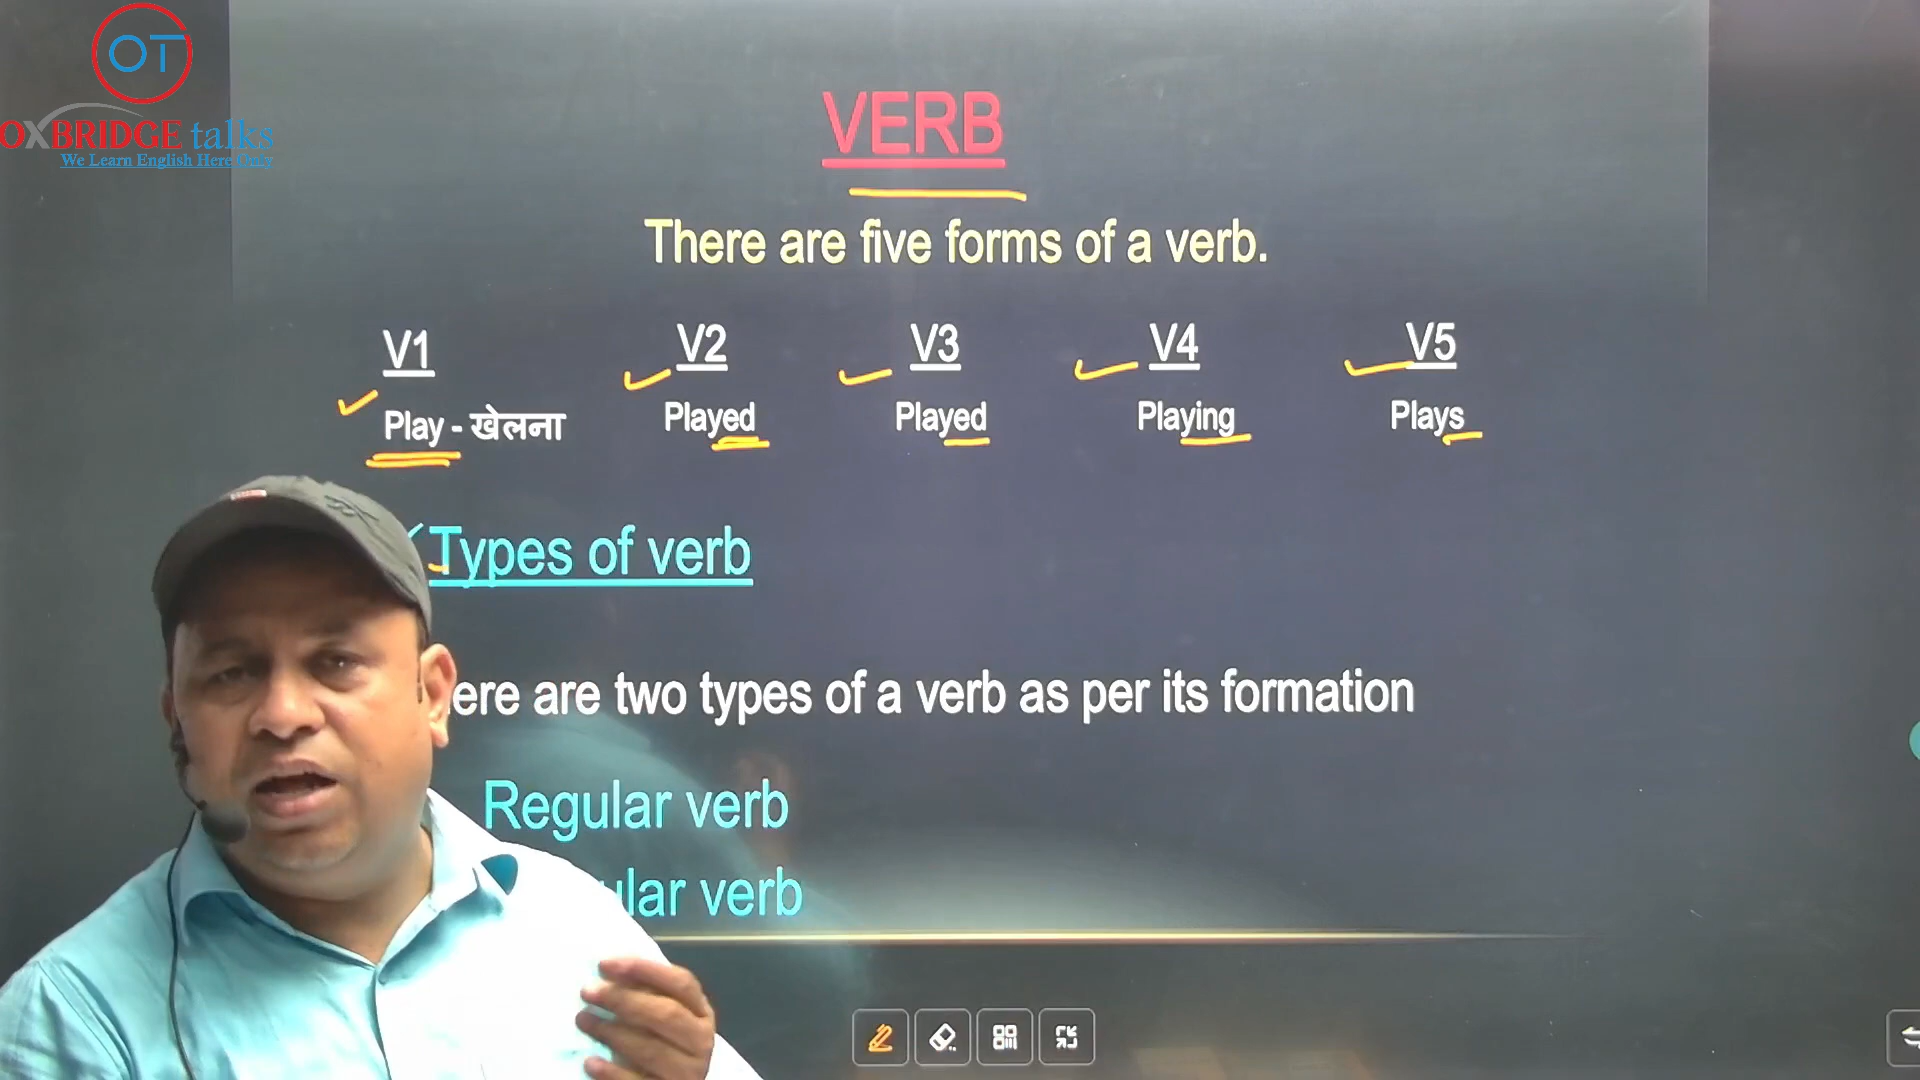 OT
OXBRIDGE talks
We Learn English Here Only
VERB
There are five forms of a verb.
V1 V2 V3 V4 V5
Play - खेलना Played Played Playing Plays
Types of verb
ere are two types of a verb as per its formation
Regular verb
ular verb